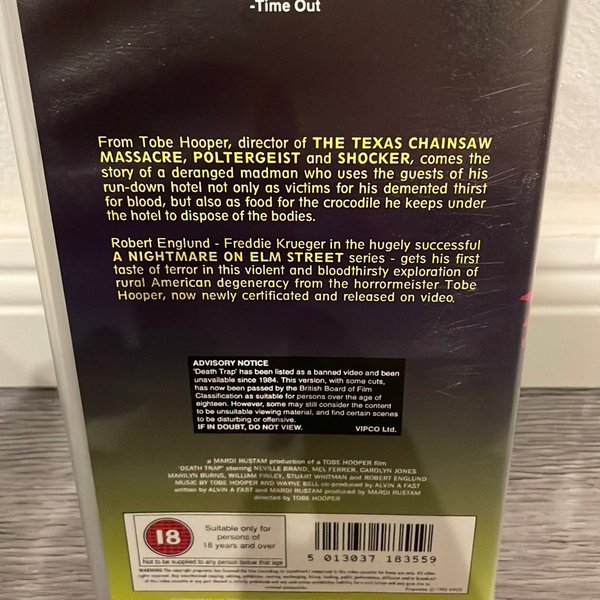 -Time Out
From Tobe Hooper, director of THE TEXAS CHAINSAW
MASSACRE, POLTERGEIST and SHOCKER, comes the
story of a deranged madman who uses the guests of his
run-down hotel not only as victims for his demented thirst
for blood, but also as food for the crocodile he keeps under
the hotel to dispose of the bodies.
Robert Englund - Freddie Krueger in the hugely successful
A NIGHTMARE ON ELM STREET series - gets his first
taste of terror in this violent and bloodthirsty exploration of
rural American degeneracy from the horrormeister Tobe
Hooper, now newly certificated and released on video.
ADVISORY NOTICE
'Death Trap' has been listed as a banned video and been
unavailable since 1984. This version, with some cuts,
has now been passed by the British Board of Film
Classification as suitable for persons over the age of
eighteen. However, some may still consider the content
to be unsuitable viewing material, and find certain scenes
to be disturbing or offensive.
IF IN DOUBT, DO NOT VIEW. VIPCO Ltd.
a MARDI RUSTAM production of a TOBE HOOPER film
'DEATH TRAP' starring NEVILLE BRAND, MEL FERRER, CAROLYN JONES
MARILYN BURNS, WILLIAM FINLEY, STUART WHITMAN and ROBERT ENGLUND
MUSIC BY TOBE HOOPER AND WAYNE BELL co-produced by ALVIN A FAST
written by ALVIN A FAST and MARDI RUSTAM produced by MARDI RUSTAM
directed by TOBE HOOPER
18
Suitable only for
persons of
18 years and over
Not to be supplied to any person below that age
5 013037 183559